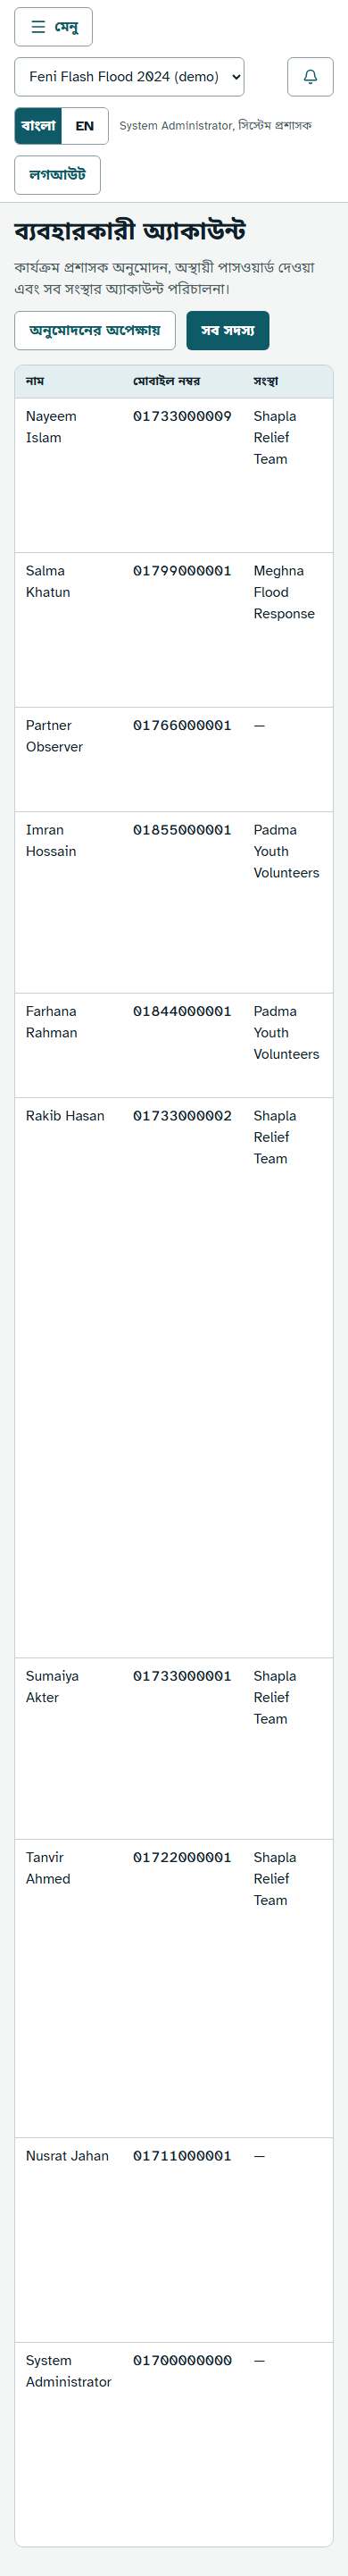 মেনু
Feni Flash Flood 2024 (demo)
বাংলা EN System Administrator, সিস্টেম প্রশাসক
লগআউট
ব্যবহারকারী অ্যাকাউন্ট
কার্যক্রম প্রশাসক অনুমোদন, অস্থায়ী পাসওয়ার্ড দেওয়া
এবং সব সংস্থার অ্যাকাউন্ট পরিচালনা।
অনুমোদনের অপেক্ষায় সব সদস্য
নাম মোবাইল নম্বর সংস্থা
Nayeem 01733000009 Shapla
Islam Relief
Team
Salma 01799000001 Meghna
Khatun Flood
Response
Partner 01766000001 —
Observer
Imran 01855000001 Padma
Hossain Youth
Volunteers
Farhana 01844000001 Padma
Rahman Youth
Volunteers
Rakib Hasan 01733000002 Shapla
Relief
Team
Sumaiya 01733000001 Shapla
Akter Relief
Team
Tanvir 01722000001 Shapla
Ahmed Relief
Team
Nusrat Jahan 01711000001 —
System 01700000000 —
Administrator